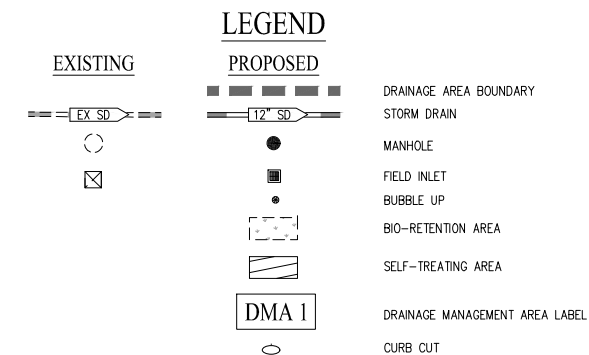 LEGEND
EXISTING PROPOSED
DRAINAGE AREA BOUNDARY
EX SD 12" SD STORM DRAIN
MANHOLE
FIELD INLET
BUBBLE UP
BIO-RETENTION AREA
SELF-TREATING AREA
DMA 1 DRAINAGE MANAGEMENT AREA LABEL
CURB CUT